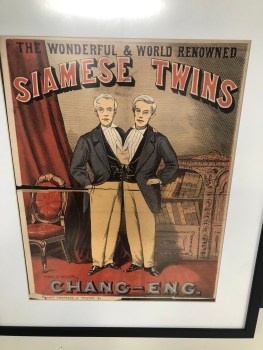 THE WONDERFUL & WORLD RENOWNED
SIAMESE TWINS
CHANG–ENG.